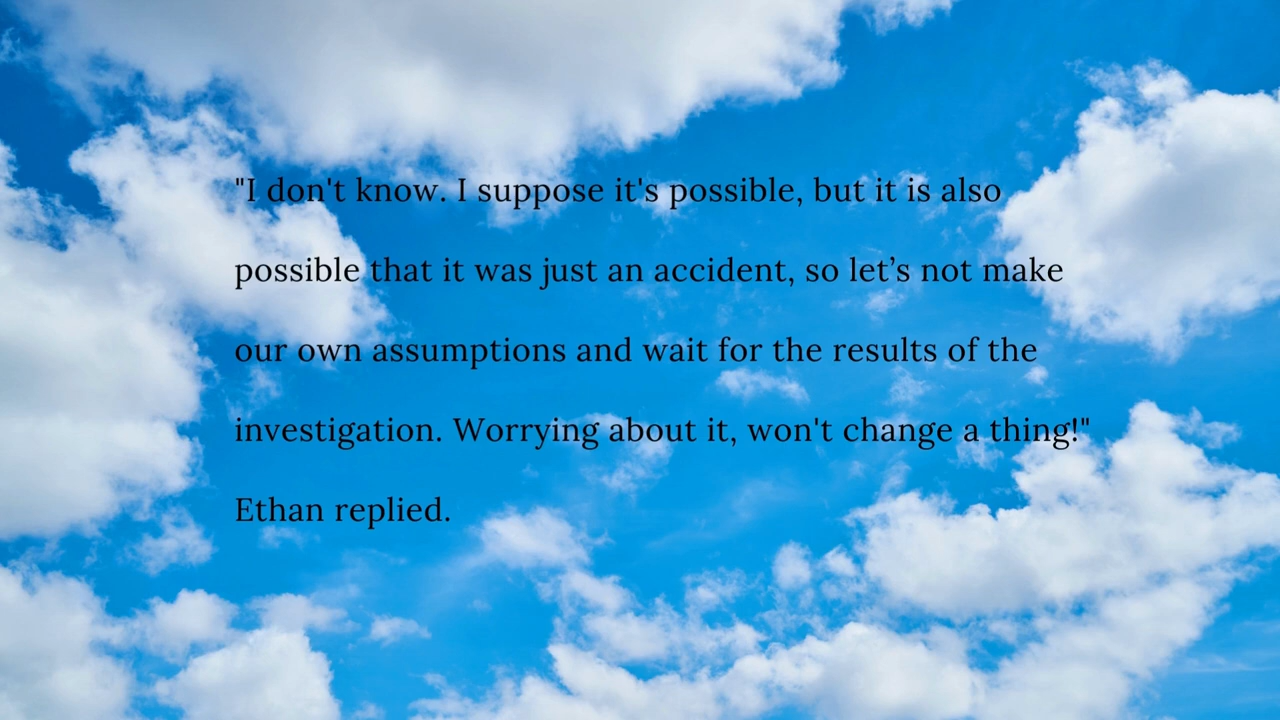 "I don't know. I suppose it's possible, but it is also
possible that it was just an accident, so let’s not make
our own assumptions and wait for the results of the
investigation. Worrying about it, won't change a thing!"
Ethan replied.